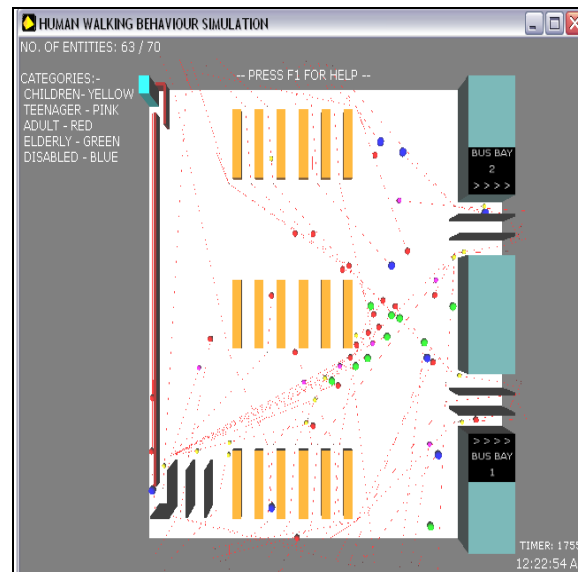 HUMAN WALKING BEHAVIOUR SIMULATION
NO. OF ENTITIES: 63 / 70
-- PRESS F1 FOR HELP --
CATEGORIES:-
CHILDREN- YELLOW
TEENAGER - PINK
ADULT - RED
ELDERLY - GREEN
DISABLED - BLUE
BUS BAY
2
> > > >
> > > >
BUS BAY
1
TIMER: 1755
12:22:54 A